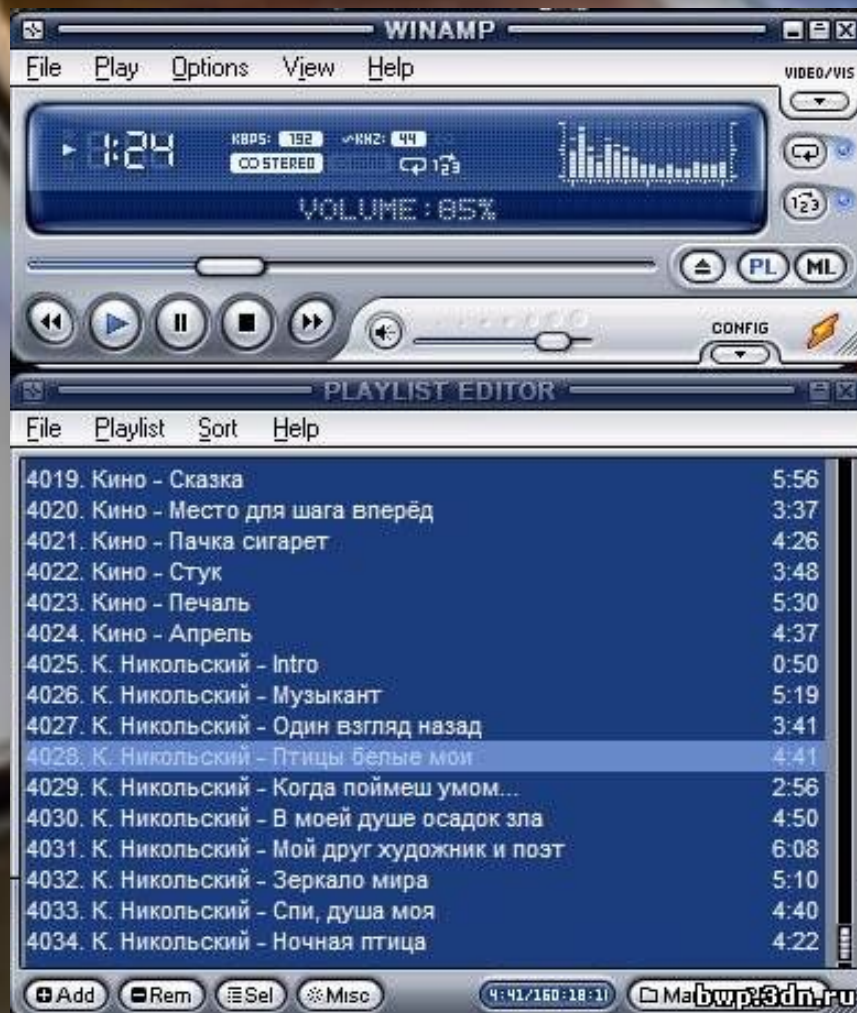 WINAMP
File Play Options View Help
VIDEO/VIS
1:24
KBPS: 192 KHZ: 44
STEREO
123
VOLUME:85%
123
PL ML
CONFIG
PLAYLIST EDITOR
File Playlist Sort Help
4019. Кино - Сказка 5:56
4020. Кино - Место для шага вперёд 3:37
4021. Кино - Пачка сигарет 4:26
4022. Кино - Стук 3:48
4023. Кино - Печаль 5:30
4024. Кино - Апрель 4:37
4025. К. Никольский - Intro 0:50
4026. К. Никольский - Музыкант 5:19
4027. К. Никольский - Один взгляд назад 3:41
4028. К. Никольский - Птицы белые мои 4:41
4029. К. Никольский - Когда поймеш умом... 2:56
4030. К. Никольский - В моей душе осадок зла 4:50
4031. К. Никольский - Мой друг художник и поэт 6:08
4032. К. Никольский - Зеркало мира 5:10
4033. К. Никольский - Спи, душа моя 4:40
4034. К. Никольский - Ночная птица 4:22
Add Rem Sel Misc
bwp.3dn.ru